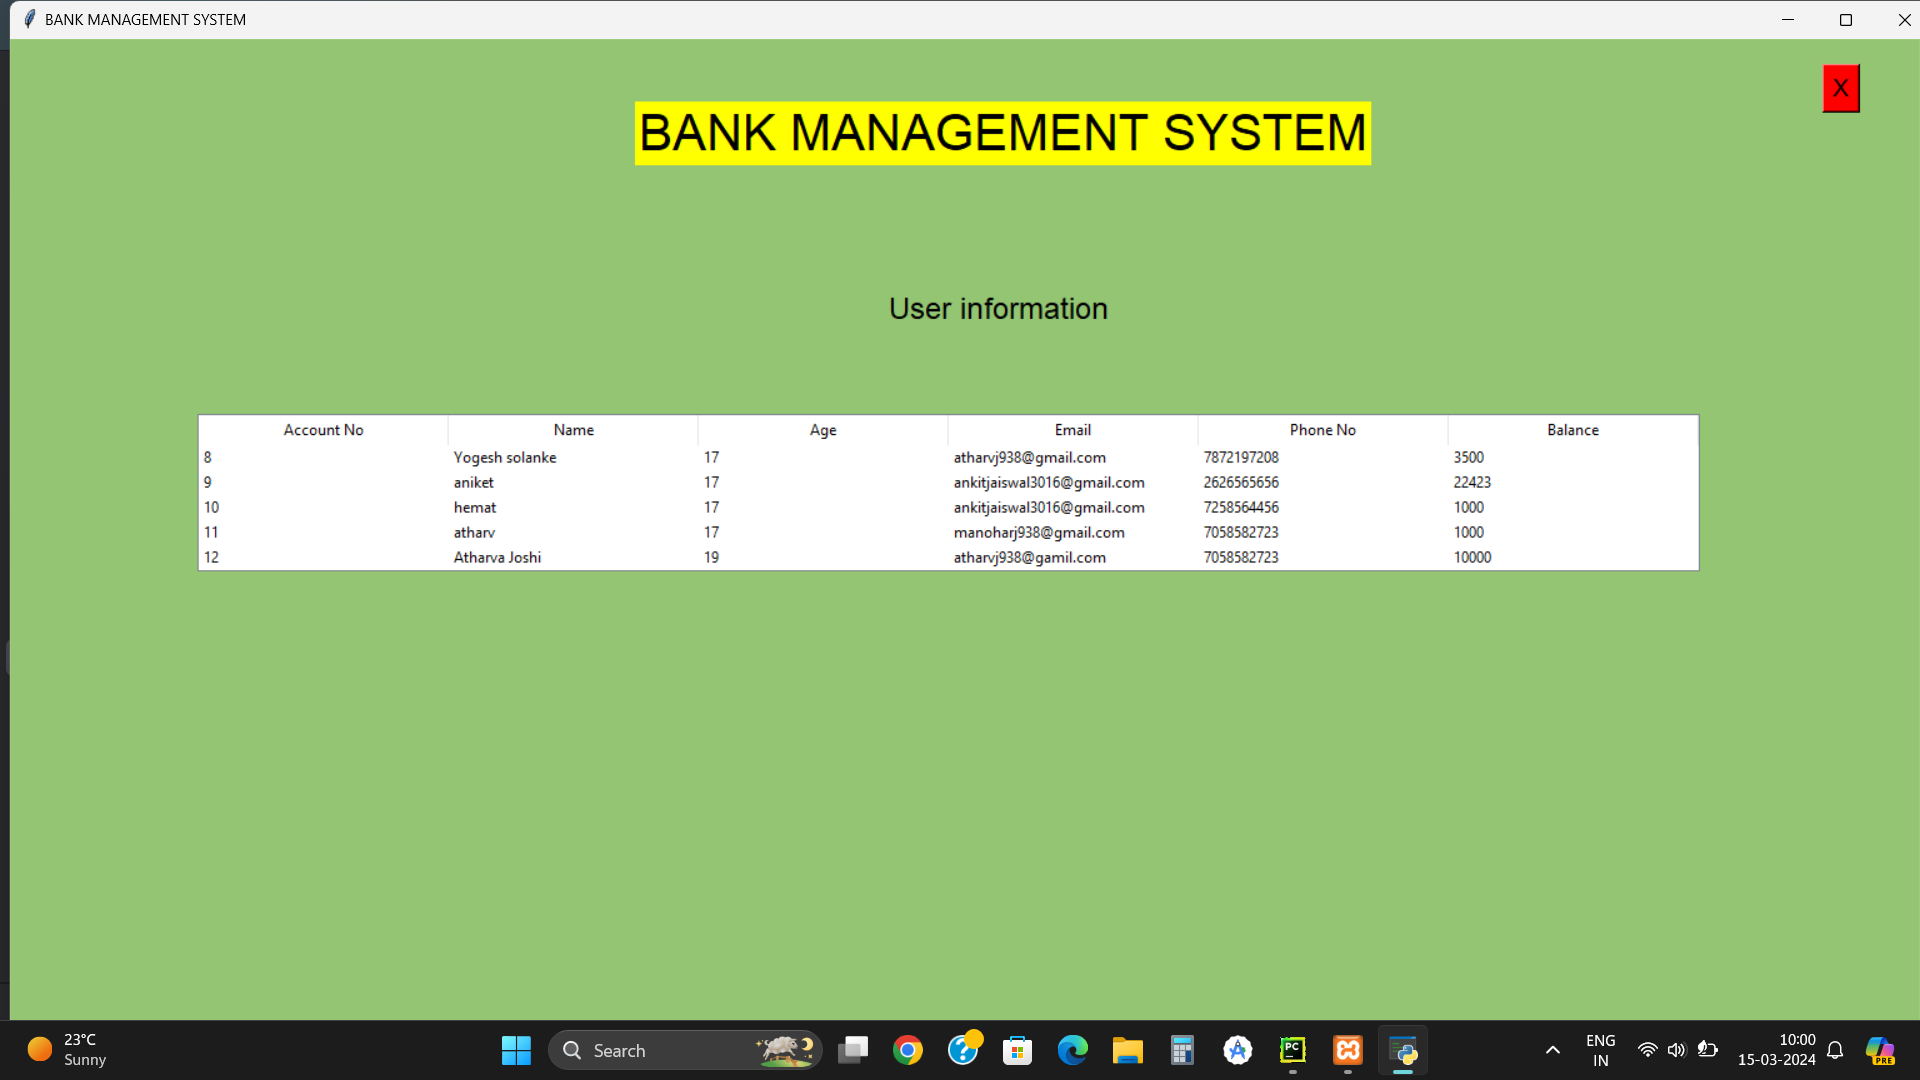 BANK MANAGEMENT SYSTEM
X
BANK MANAGEMENT SYSTEM
User information
Account No Name Age Email Phone No Balance
8 Yogesh solanke 17 atharvj938@gmail.com 7872197208 3500
9 aniket 17 ankitjaiswal3016@gmail.com 2626565656 22423
10 hemat 17 ankitjaiswal3016@gmail.com 7258564456 1000
11 atharv 17 manoharj938@gmail.com 7058582723 1000
12 Atharva Joshi 19 atharvj938@gamil.com 7058582723 10000
23°C
Sunny
Search
PC
ENG
IN
10:00
15-03-2024
PRE